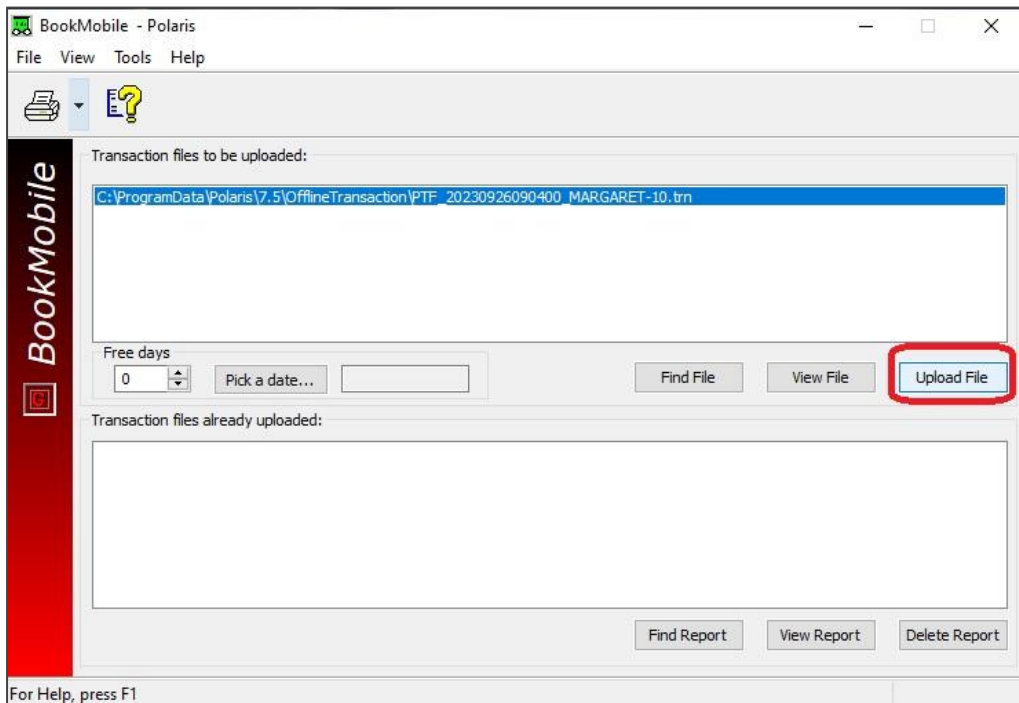 BookMobile - Polaris
File View Tools Help
BookMobile
G
Transaction files to be uploaded:
C:\ProgramData\Polaris\7.5\OfflineTransaction\PTF_20230926090400_MARGARET-10.trn
Free days
0 Pick a date... Find File View File Upload File
Transaction files already uploaded:
Find Report View Report Delete Report
For Help, press F1